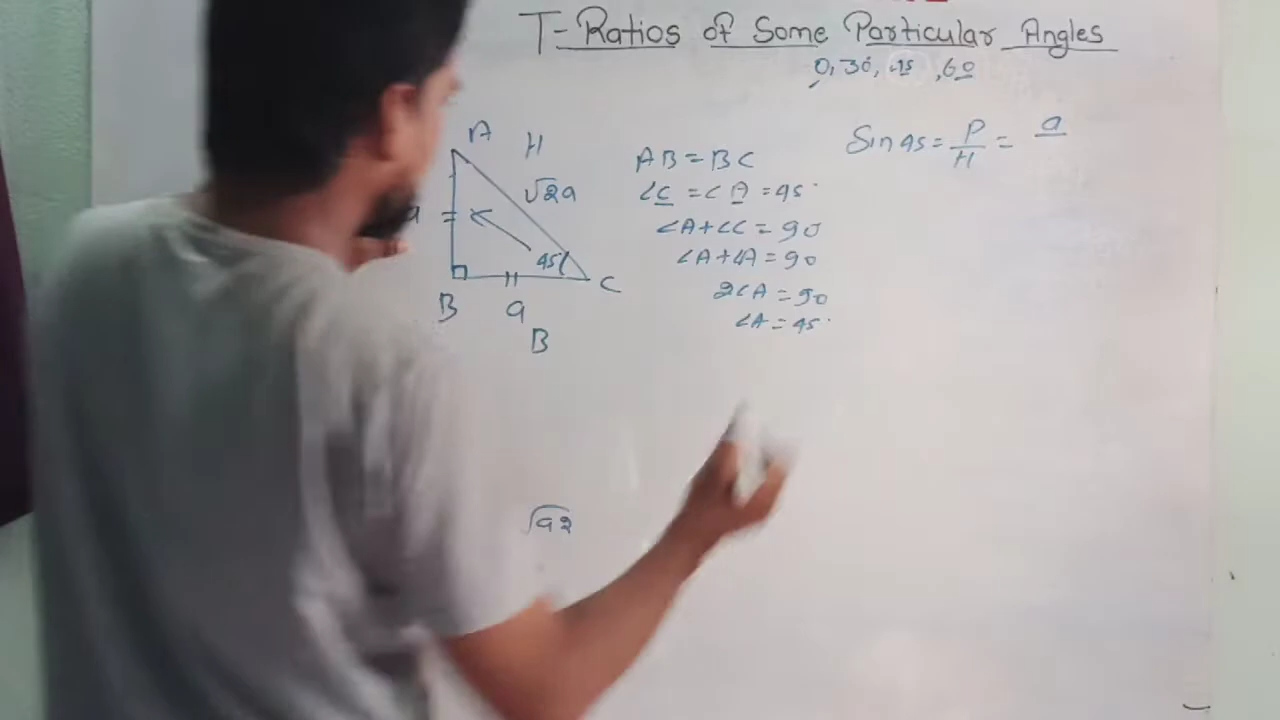 T-Ratios of Some Particular Angles
0, 30, 45, 60
A
H
√2a
a
45
B
a
C
B
AB = BC
∠C = ∠A = 45°
∠A + ∠C = 90
∠A + ∠A = 90
2∠A = 90
∠A = 45°
Sin 45 = P/H = a
√a2